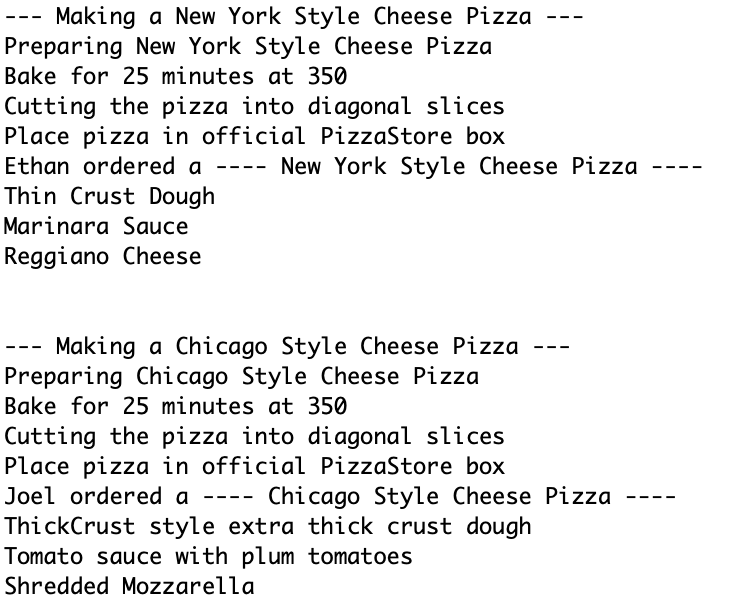 --- Making a New York Style Cheese Pizza ---
Preparing New York Style Cheese Pizza
Bake for 25 minutes at 350
Cutting the pizza into diagonal slices
Place pizza in official PizzaStore box
Ethan ordered a ---- New York Style Cheese Pizza ----
Thin Crust Dough
Marinara Sauce
Reggiano Cheese
--- Making a Chicago Style Cheese Pizza ---
Preparing Chicago Style Cheese Pizza
Bake for 25 minutes at 350
Cutting the pizza into diagonal slices
Place pizza in official PizzaStore box
Joel ordered a ---- Chicago Style Cheese Pizza ----
ThickCrust style extra thick crust dough
Tomato sauce with plum tomatoes
Shredded Mozzarella